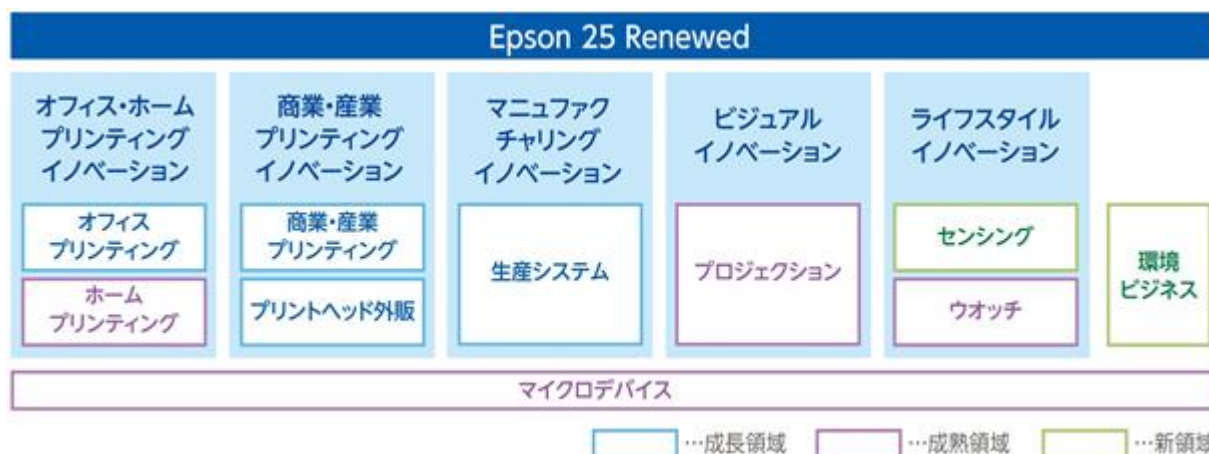 Epson 25 Renewed
オフィス・ホーム
プリンティング
イノベーション
オフィス
プリンティング
ホーム
プリンティング
商業・産業
プリンティング
イノベーション
商業・産業
プリンティング
プリントヘッド外販
マニュファク
チャリング
イノベーション
生産システム
ビジュアル
イノベーション
プロジェクション
ライフスタイル
イノベーション
センシング
ウオッチ
環境
ビジネス
マイクロデバイス
…成長領域
…成熟領域
…新領域